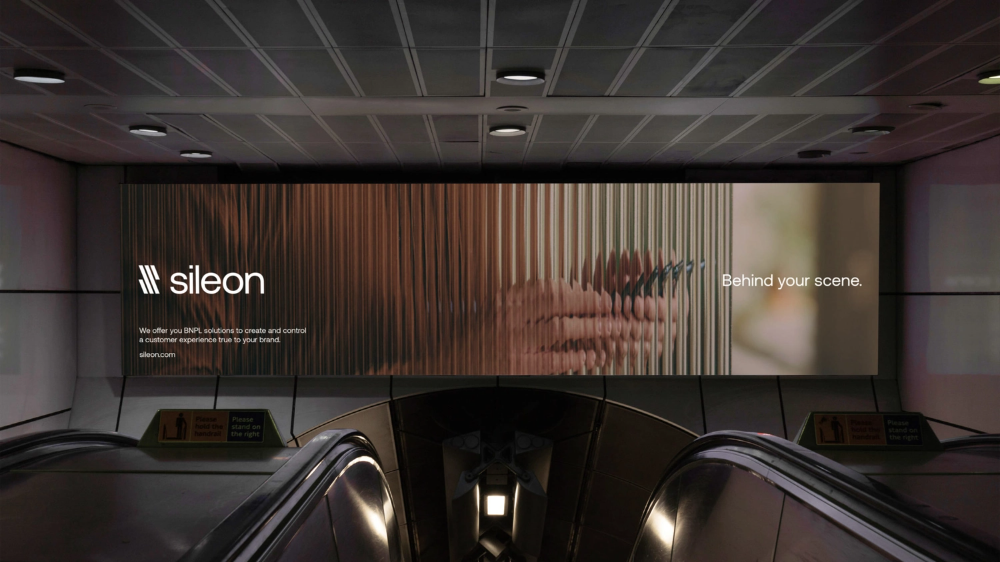 sileon
Behind your scene.
We offer you BNPL solutions to create and control
a customer experience true to your brand.
sileon.com
Please
hold the
handrail
Please
stand on
the right
Please
hold the
handrail
Please
stand on
the right